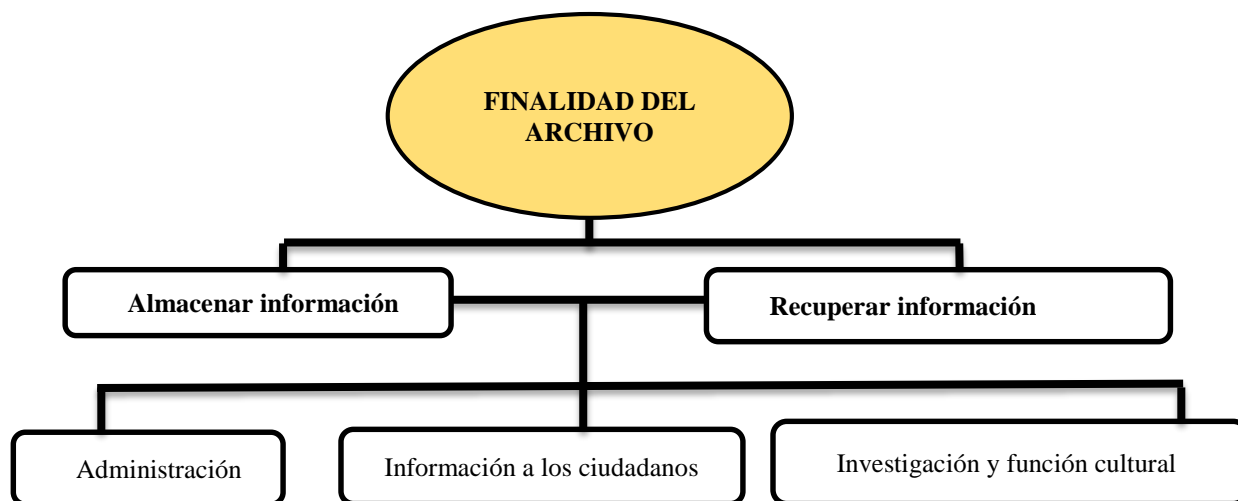 FINALIDAD DEL
ARCHIVO
Almacenar información
Recuperar información
Administración
Información a los ciudadanos
Investigación y función cultural